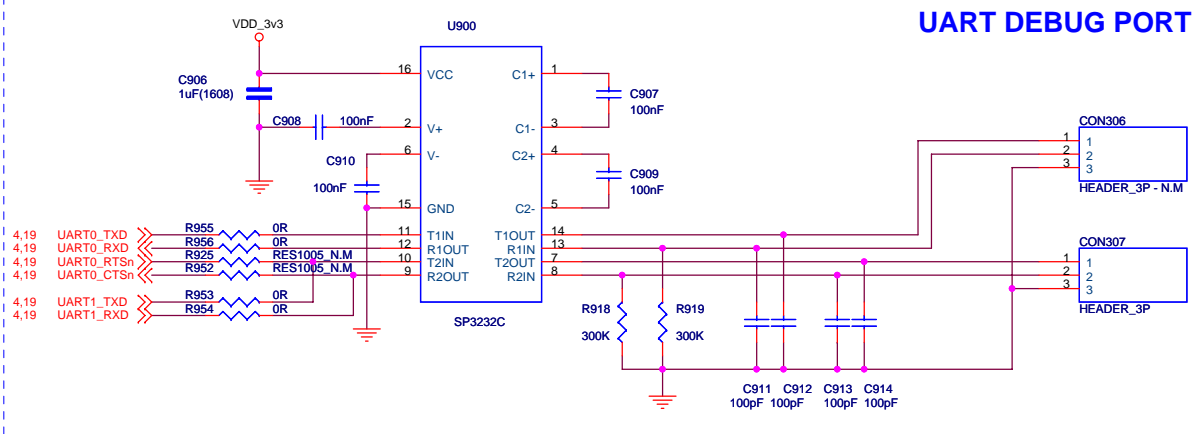 UART DEBUG PORT
VDD_3v3
U900
C906
1uF(1608)
16 VCC
C1+ 1
C907
100nF
C908 100nF
2 V+
C1- 3
6 V-
C2+ 4
C910
100nF
C909
100nF
15 GND
C2- 5
CON306
1 1
2 2
3 3
HEADER_3P - N.M
4,19 UART0_TXD R955 0R 11 T1IN T1OUT 14
4,19 UART0_RXD R956 0R 12 R1OUT R1IN 13
4,19 UART0_RTSn R925 RES1005_N.M 10 T2IN T2OUT 7
4,19 UART0_CTSn R952 RES1005_N.M 9 R2OUT R2IN 8
4,19 UART1_TXD R953 0R
4,19 UART1_RXD R954 0R
SP3232C
CON307
1 1
2 2
3 3
HEADER_3P
R918
300K
R919
300K
C911 C912 C913 C914
100pF 100pF 100pF 100pF